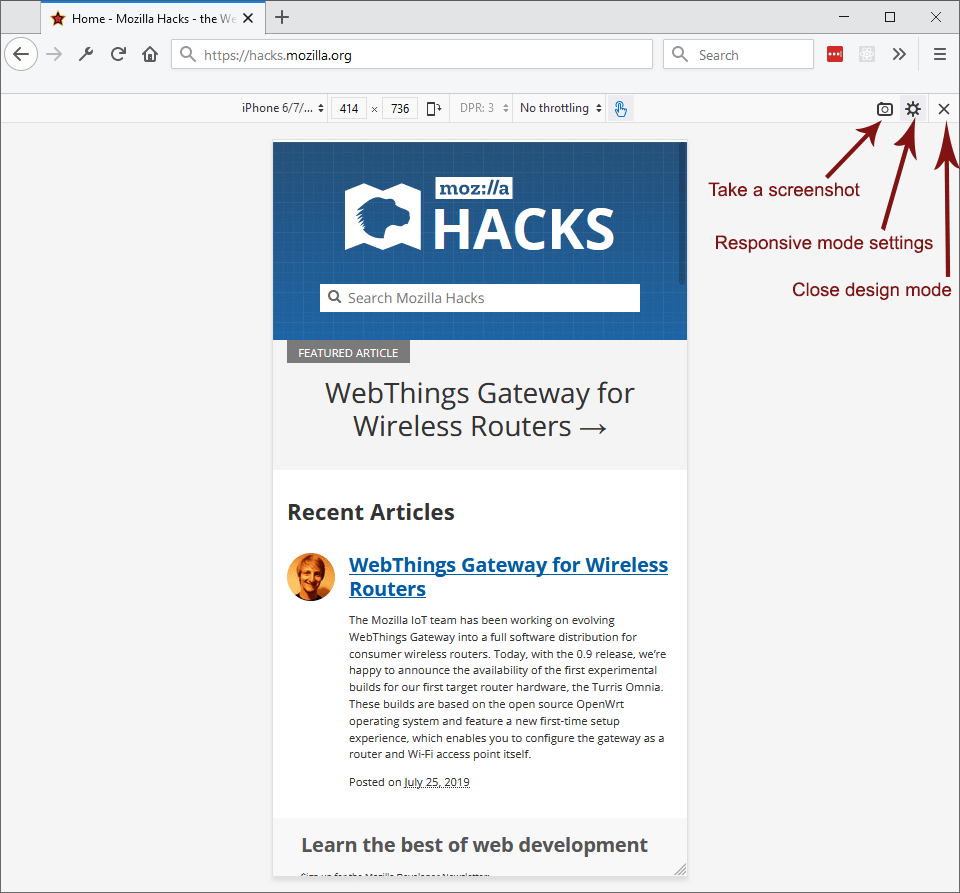 Home - Mozilla Hacks - the We
https://hacks.mozilla.org
Search
iPhone 6/7/... 414 × 736 DPR: 3 No throttling
Take a screenshot
Responsive mode settings
Close design mode
moz://a
HACKS
Search Mozilla Hacks
FEATURED ARTICLE
WebThings Gateway for
Wireless Routers →
Recent Articles
WebThings Gateway for Wireless
Routers
The Mozilla IoT team has been working on evolving
WebThings Gateway into a full software distribution for
consumer wireless routers. Today, with the 0.9 release, we're
happy to announce the availability of the first experimental
builds for our first target router hardware, the Turris Omnia.
These builds are based on the open source OpenWrt
operating system and feature a new first-time setup
experience, which enables you to configure the gateway as a
router and Wi-Fi access point itself.
Posted on July 25, 2019
Learn the best of web development
Sign up for the Mozilla Developer Newsletter: